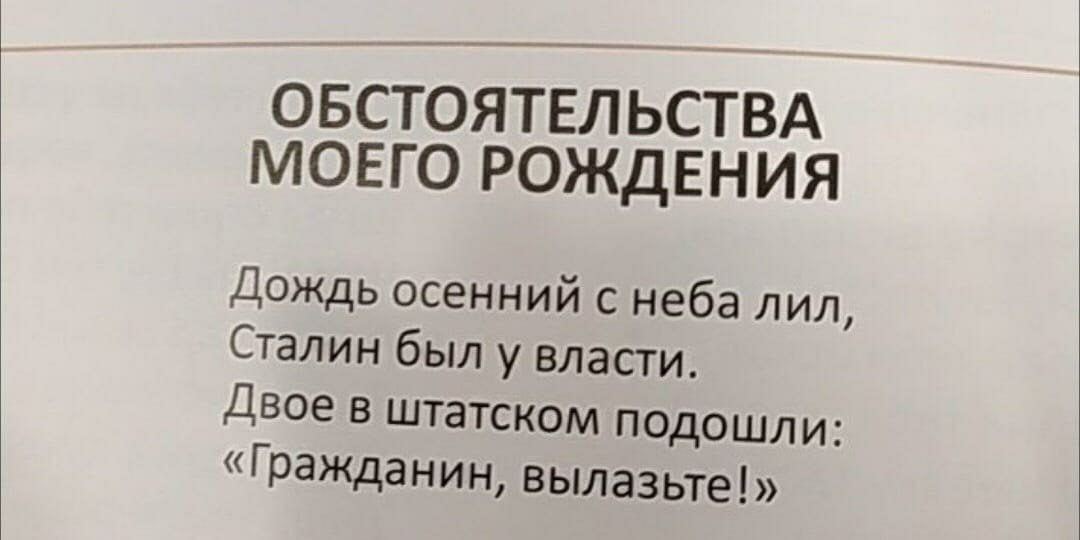 ОБСТОЯТЕЛЬСТВА
МОЕГО РОЖДЕНИЯ
Дождь осенний с неба лил,
Сталин был у власти.
Двое в штатском подошли:
«Гражданин, вылазьте!»